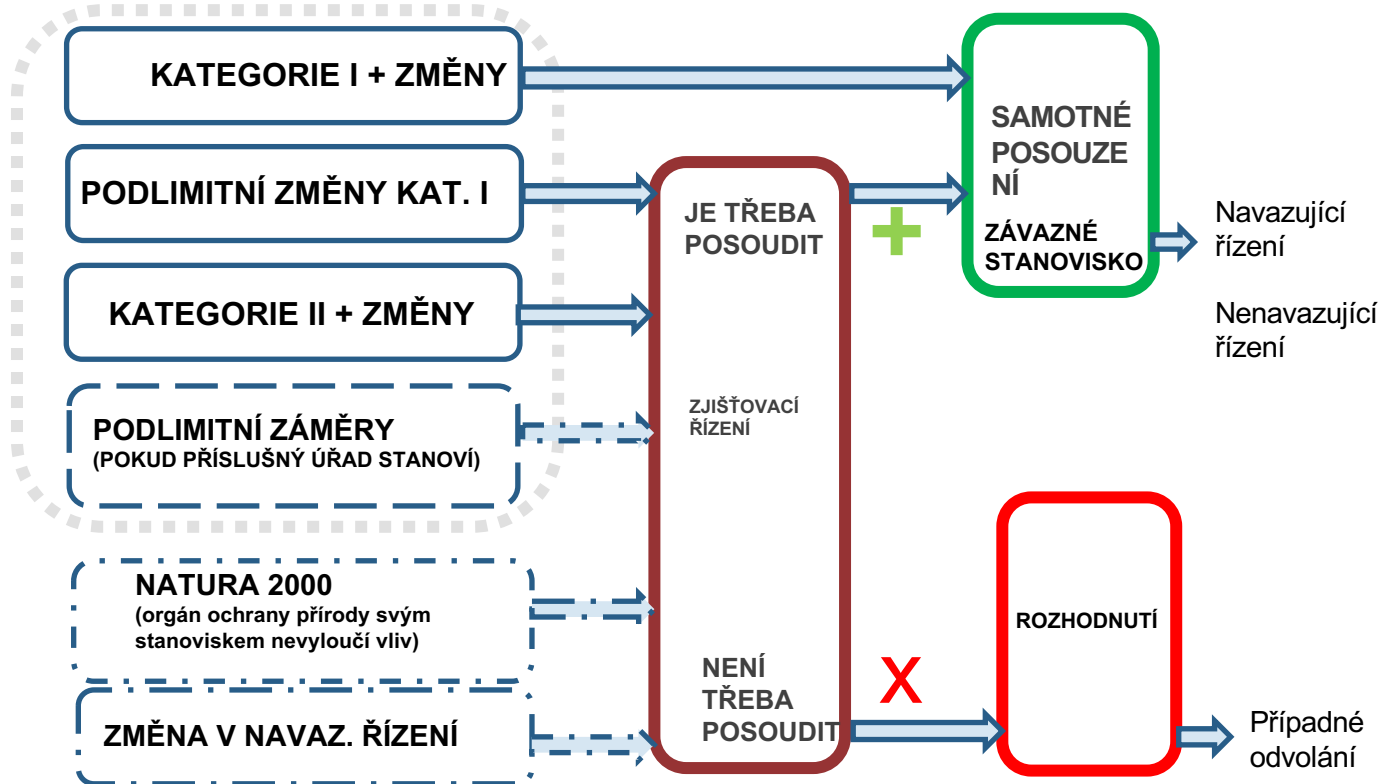 KATEGORIE I + ZMĚNY
PODLIMITNÍ ZMĚNY KAT. I
KATEGORIE II + ZMĚNY
PODLIMITNÍ ZÁMĚRY
(POKUD PŘÍSLUŠNÝ ÚŘAD STANOVÍ)
NATURA 2000
(orgán ochrany přírody svým
stanoviskem nevyloučí vliv)
ZMĚNA V NAVAZ. ŘÍZENÍ
JE TŘEBA
POSOUDIT
ZJIŠŤOVACÍ
ŘÍZENÍ
NENÍ
TŘEBA
POSOUDIT
+
X
SAMOTNÉ
POSOUZE
NÍ
ZÁVAZNÉ
STANOVISKO
Navazující
řízení
Nenavazující
řízení
ROZHODNUTÍ
Případné
odvolání